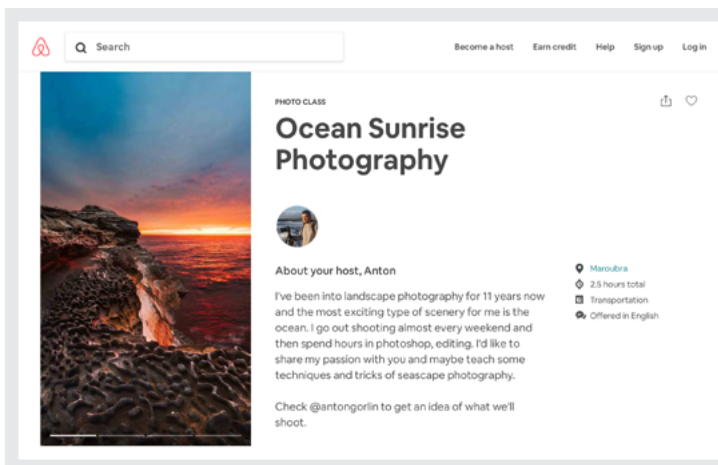 Search
Become a host Earn credit Help Sign up Log in
PHOTO CLASS
Ocean Sunrise
Photography
About your host, Anton
I've been into landscape photography for 11 years now
and the most exciting type of scenery for me is the
ocean. I go out shooting almost every weekend and
then spend hours in photoshop, editing. I'd like to
share my passion with you and maybe teach some
techniques and tricks of seascape photography.
Check @antongorlin to get an idea of what we'll
shoot.
Maroubra
2.5 hours total
Transportation
Offered in English